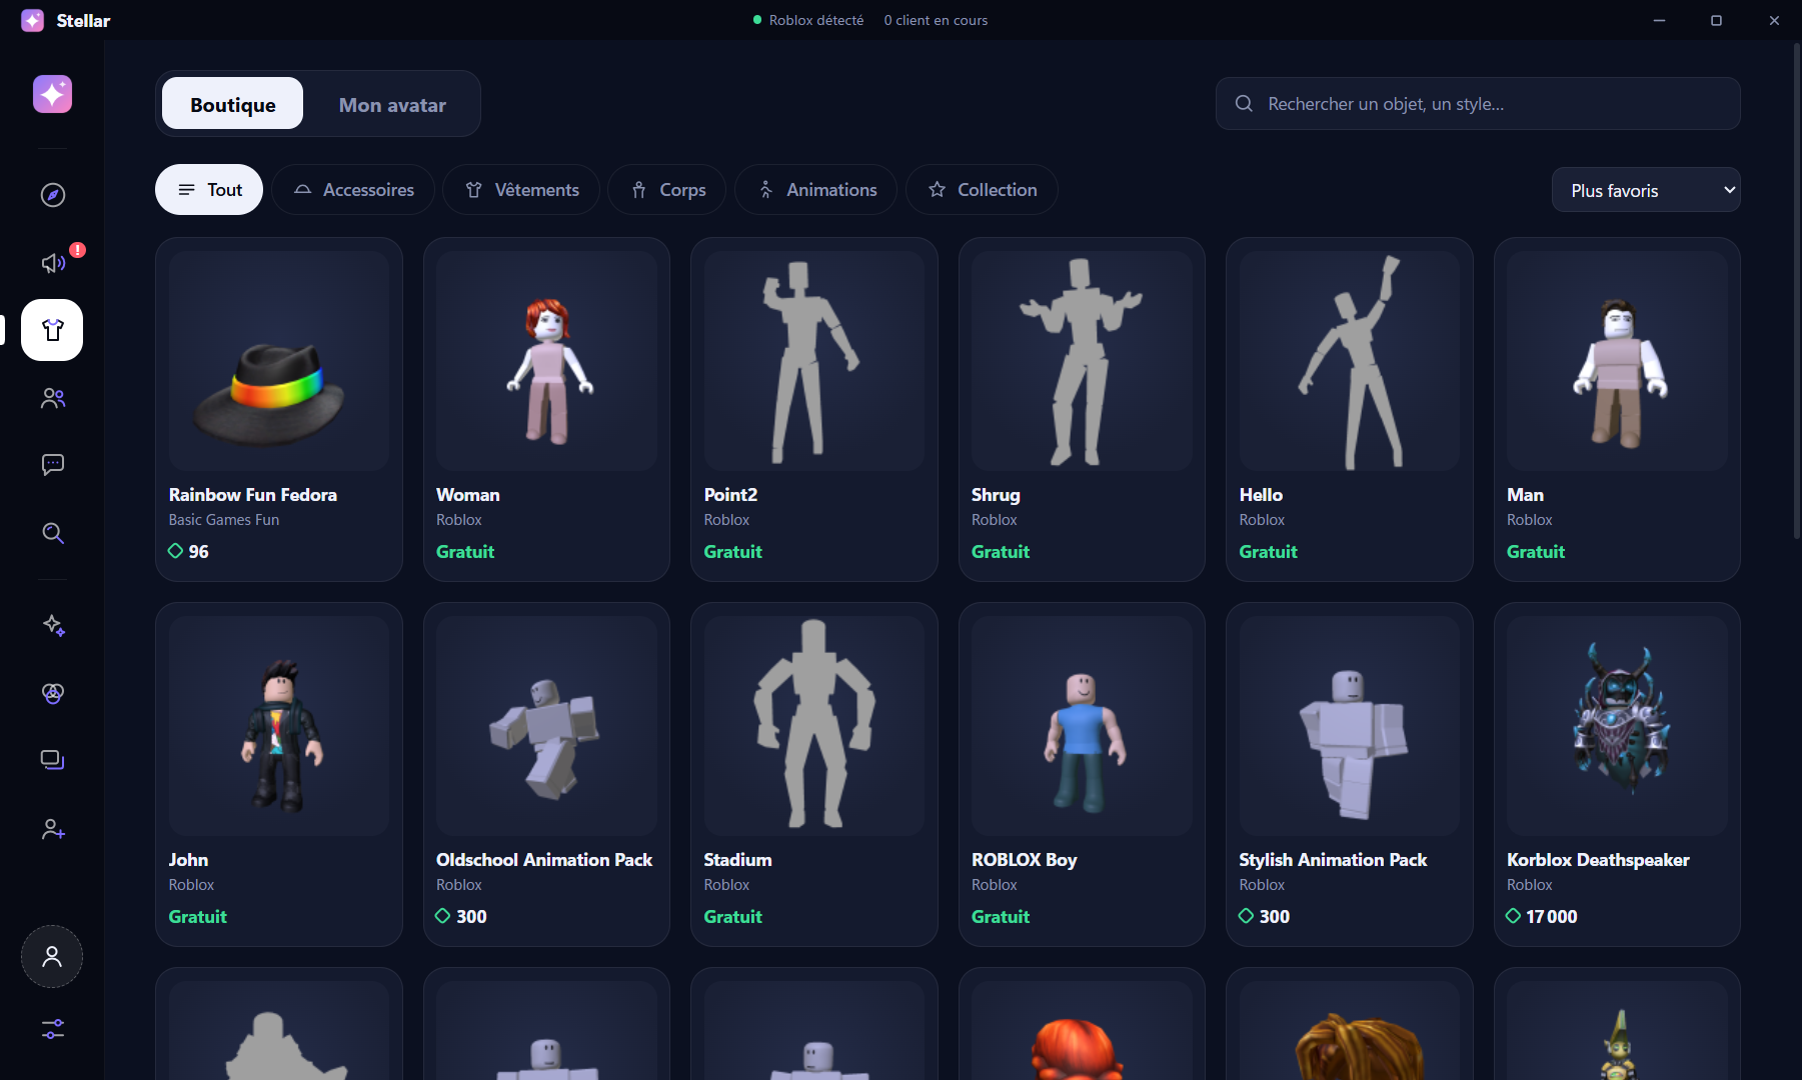 Stellar
Roblox détecté 0 client en cours
Boutique Mon avatar
Rechercher un objet, un style...
Tout Accessoires Vêtements Corps Animations Collection
Plus favoris
!
Rainbow Fun Fedora
Basic Games Fun
96
Woman
Roblox
Gratuit
Point2
Roblox
Gratuit
Shrug
Roblox
Gratuit
Hello
Roblox
Gratuit
Man
Roblox
Gratuit
John
Roblox
Gratuit
Oldschool Animation Pack
Roblox
300
Stadium
Roblox
Gratuit
ROBLOX Boy
Roblox
Gratuit
Stylish Animation Pack
Roblox
300
Korblox Deathspeaker
Roblox
17 000